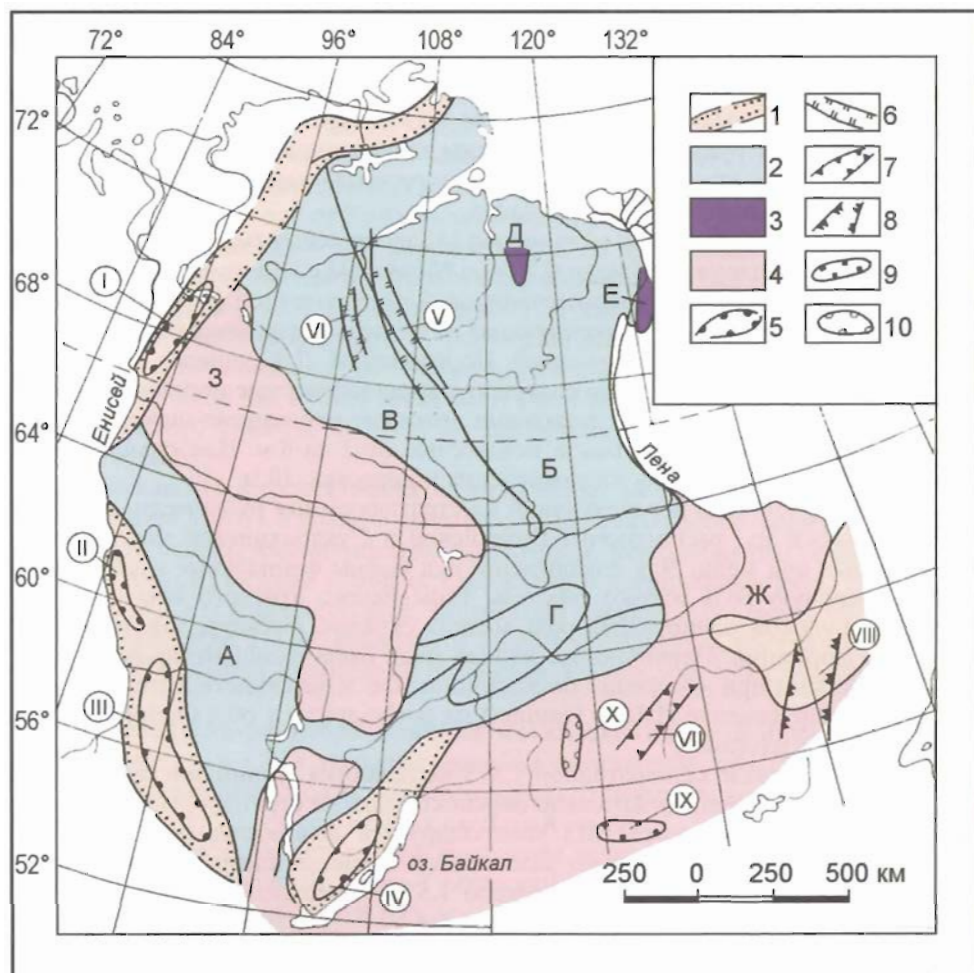 72° 84° 96° 108° 120° 132°
72°
68°
64°
60°
56°
52°
1 6
2 7
3 8
4 9
5 10
I
Енисей
VI
V
Д
Е
З
В
Б
Лена
II
А
Г
Ж
VIII
III
X
VII
IX
оз. Байкал
IV
250 0 250 500 км